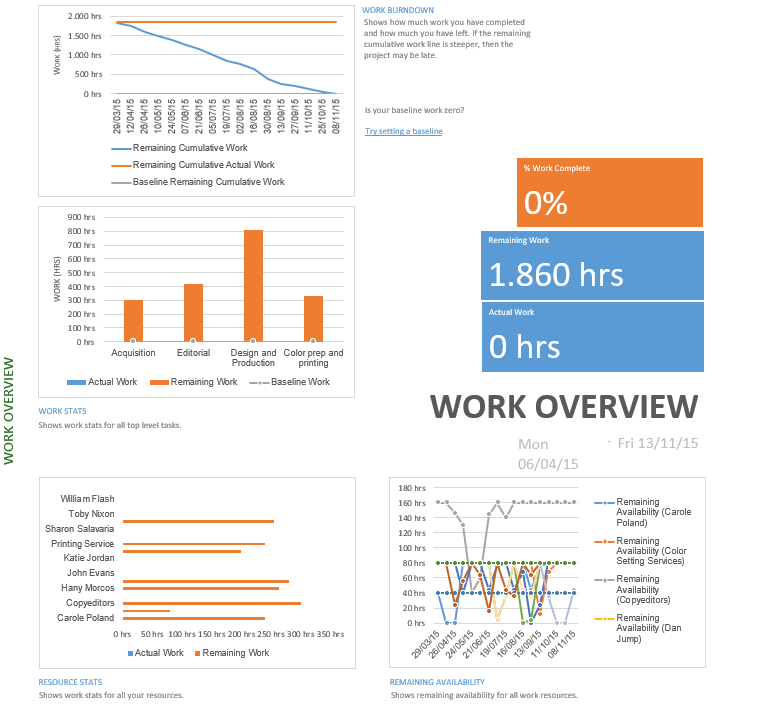 2.000 hrs
1.500 hrs
1.000 hrs
500 hrs
0 hrs
WORK (HRS)
29/03/15
12/04/15
26/04/15
10/05/15
24/05/15
07/06/15
21/06/15
05/07/15
19/07/15
02/08/15
16/08/15
30/08/15
13/09/15
27/09/15
11/10/15
25/10/15
08/11/15
Remaining Cumulative Work
Remaining Cumulative Actual Work
Baseline Remaining Cumulative Work
WORK BURNDOWN
Shows how much work you have completed
and how much you have left. If the remaining
cumulative work line is steeper, then the
project may be late.
Is your baseline work zero?
Try setting a baseline
% Work Complete
0%
Remaining Work
1.860 hrs
Actual Work
0 hrs
900 hrs
800 hrs
700 hrs
600 hrs
500 hrs
400 hrs
300 hrs
200 hrs
100 hrs
0 hrs
WORK (HRS)
Acquisition
Editorial
Design and
Production
Color prep and
printing
Actual Work
Remaining Work
Baseline Work
WORK STATS
Shows work stats for all top level tasks.
WORK OVERVIEW
WORK OVERVIEW
Mon
06/04/15
- Fri 13/11/15
William Flash
Toby Nixon
Sharon Salavaria
Printing Service
Katie Jordan
John Evans
Hany Morcos
Copyeditors
Carole Poland
0 hrs 50 hrs 100 hrs 150 hrs 200 hrs 250 hrs 300 hrs 350 hrs
Actual Work
Remaining Work
RESOURCE STATS
Shows work stats for all your resources.
180 hrs
160 hrs
140 hrs
120 hrs
100 hrs
80 hrs
60 hrs
40 hrs
20 hrs
0 hrs
29/03/15
26/04/15
24/05/15
21/06/15
19/07/15
16/08/15
13/09/15
11/10/15
08/11/15
Remaining
Availability (Carole
Poland)
Remaining
Availability (Color
Setting Services)
Remaining
Availability
(Copyeditors)
Remaining
Availability (Dan
Jump)
REMAINING AVAILABILITY
Shows remaining availability for all work resources.